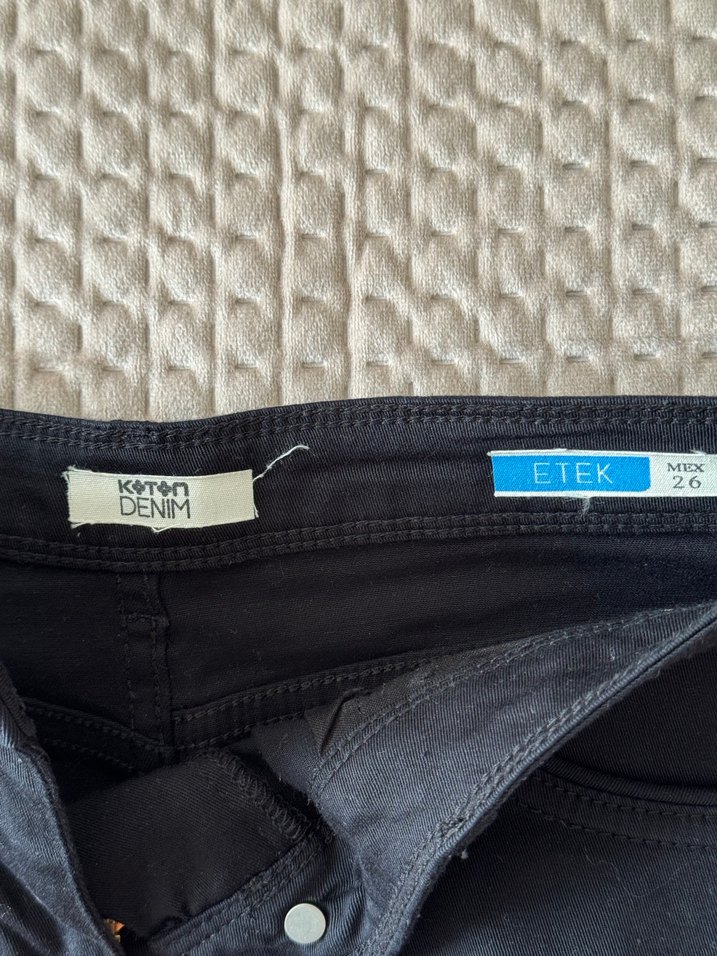 KOTON
DENIM
ETEK
MEX
26